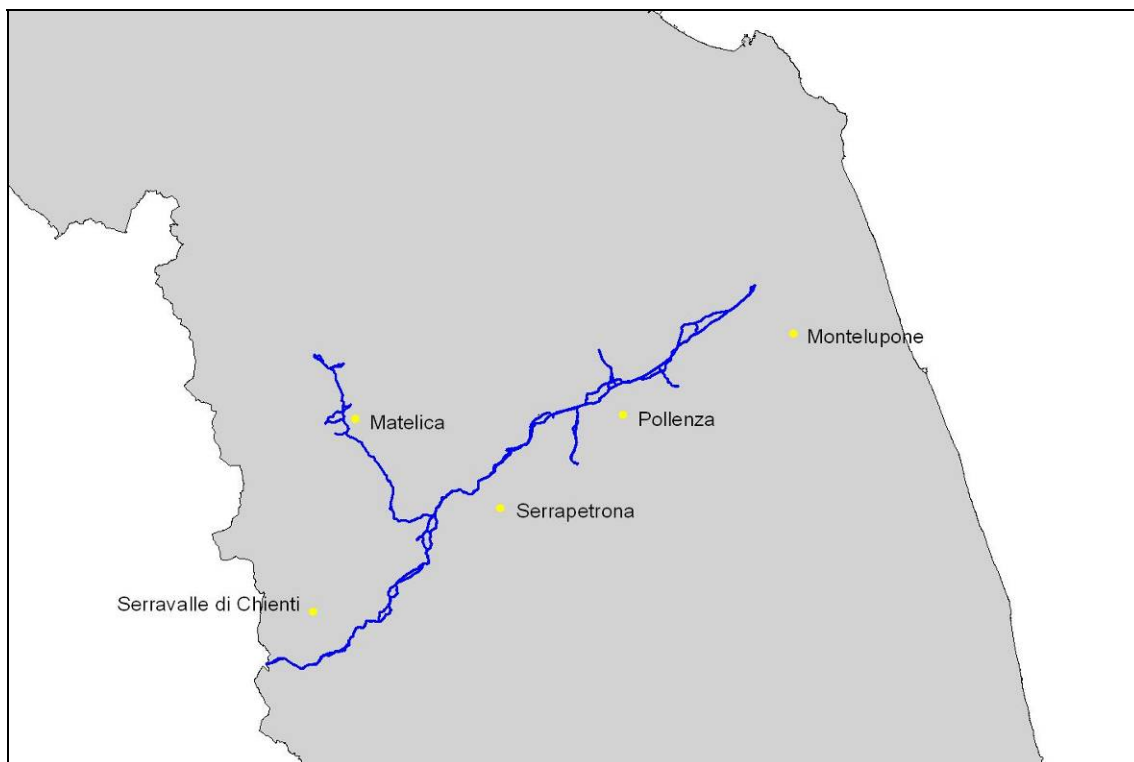 Montelupone
Matelica
Pollenza
Serrapetrona
Serravalle di Chienti